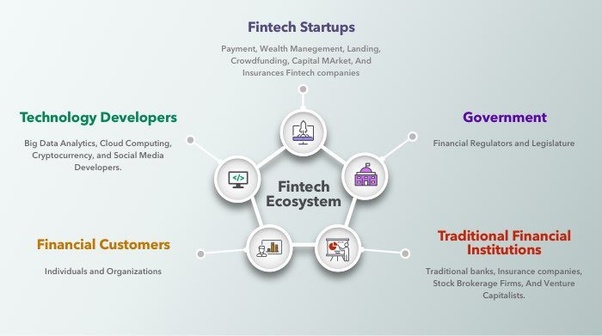 Fintech Startups
Payment, Wealth Manegement, Landing,
Crowdfunding, Capital MArket, And
Insurances Fintech companies
Technology Developers
Big Data Analytics, Cloud Computing,
Cryptocurrency, and Social Media
Developers.
Government
Financial Regulators and Legislature
Fintech
Ecosystem
Financial Customers
Individuals and Organizations
Traditional Financial
Institutions
Traditional banks, Insurance companies,
Stock Brokerage Firms, And Venture
Capitalists.